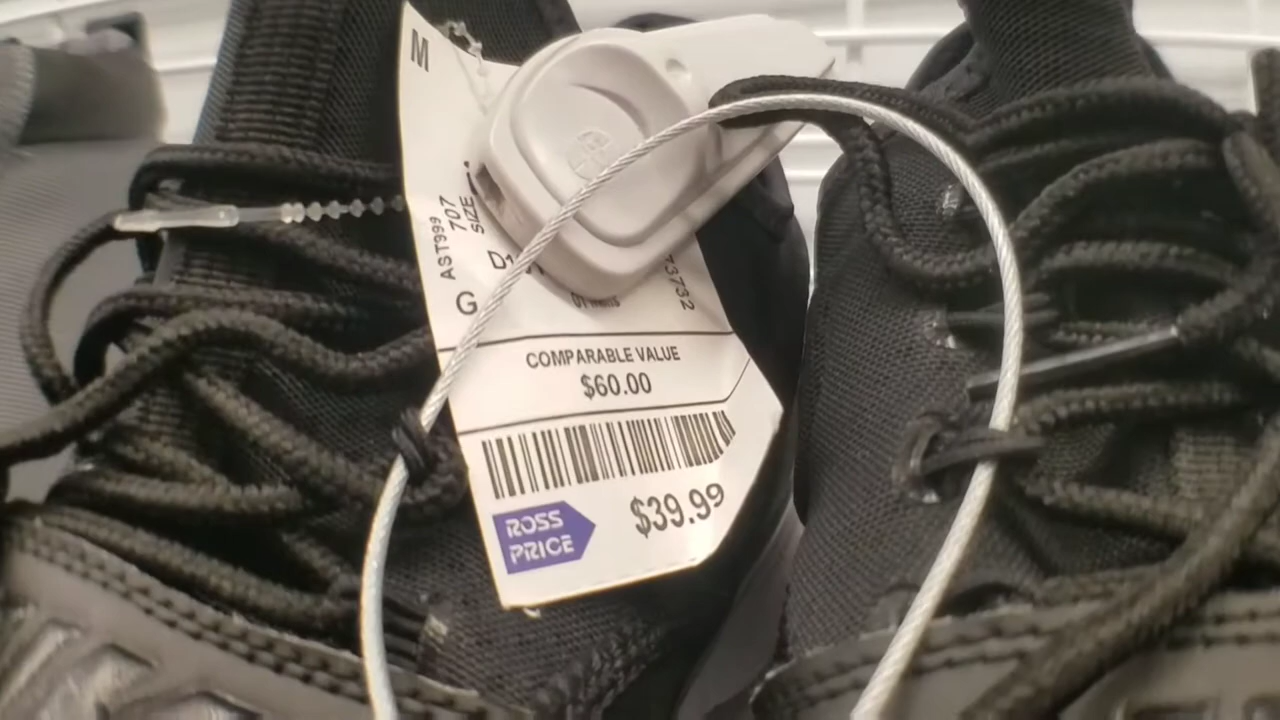 M
AST999
707
SIZE
G
73732
COMPARABLE VALUE
$60.00
ROSS
PRICE
$39.99